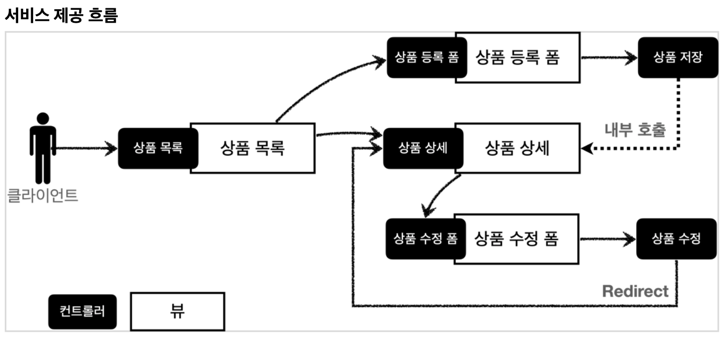 서비스 제공 흐름
상품 등록 폼
상품 등록 폼
상품 저장
내부 호출
상품 목록
상품 목록
상품 상세
상품 상세
클라이언트
상품 수정 폼
상품 수정 폼
상품 수정
Redirect
컨트롤러
뷰